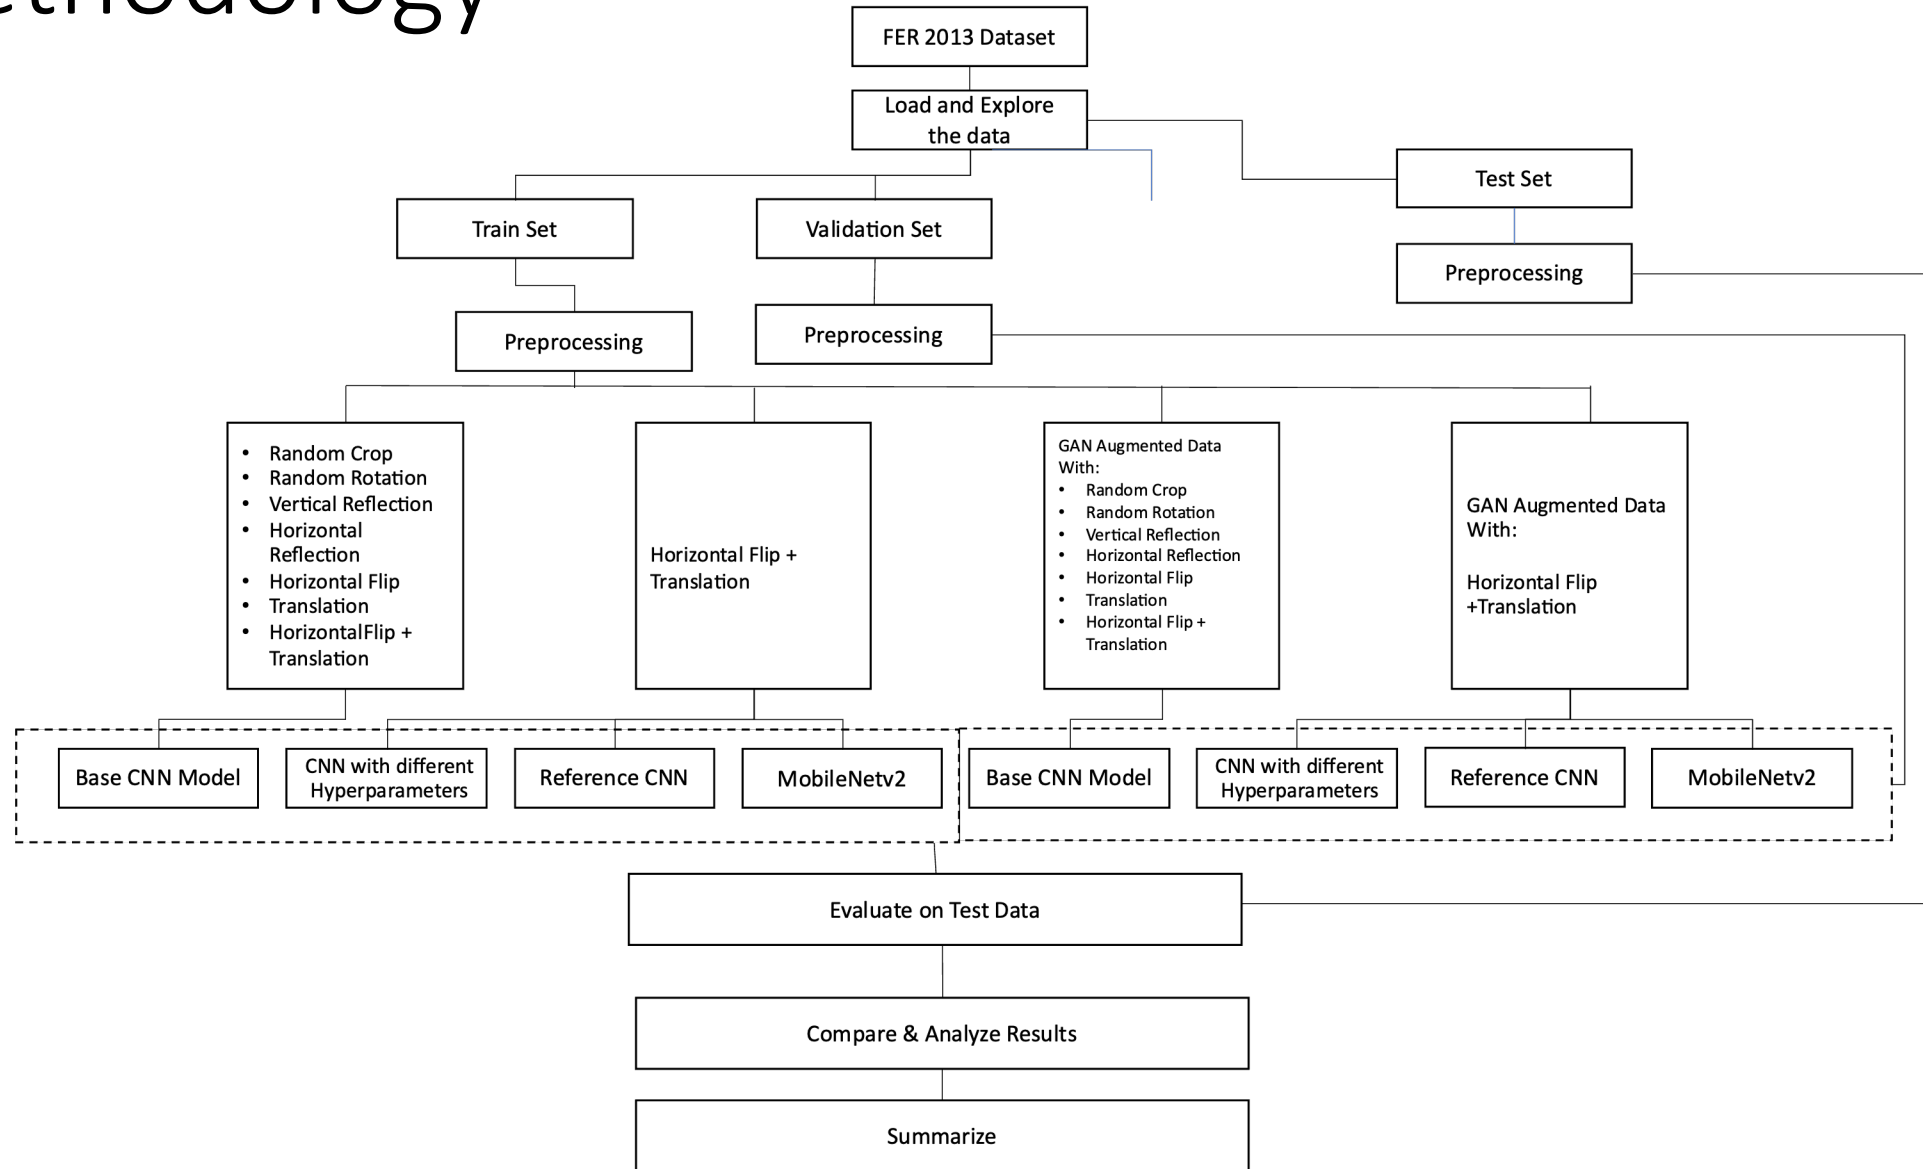 ethodology
FER 2013 Dataset
Load and Explore
the data
Test Set
Train Set
Validation Set
Preprocessing
Preprocessing
Preprocessing
• Random Crop
• Random Rotation
• Vertical Reflection
• Horizontal
Reflection
• Horizontal Flip
• Translation
• HorizontalFlip +
Translation
Horizontal Flip +
Translation
GAN Augmented Data
With:
• Random Crop
• Random Rotation
• Vertical Reflection
• Horizontal Reflection
• Horizontal Flip
• Translation
• Horizontal Flip +
Translation
GAN Augmented Data
With:
Horizontal Flip
+Translation
Base CNN Model
CNN with different
Hyperparameters
Reference CNN
MobileNetv2
Base CNN Model
CNN with different
Hyperparameters
Reference CNN
MobileNetv2
Evaluate on Test Data
Compare & Analyze Results
Summarize